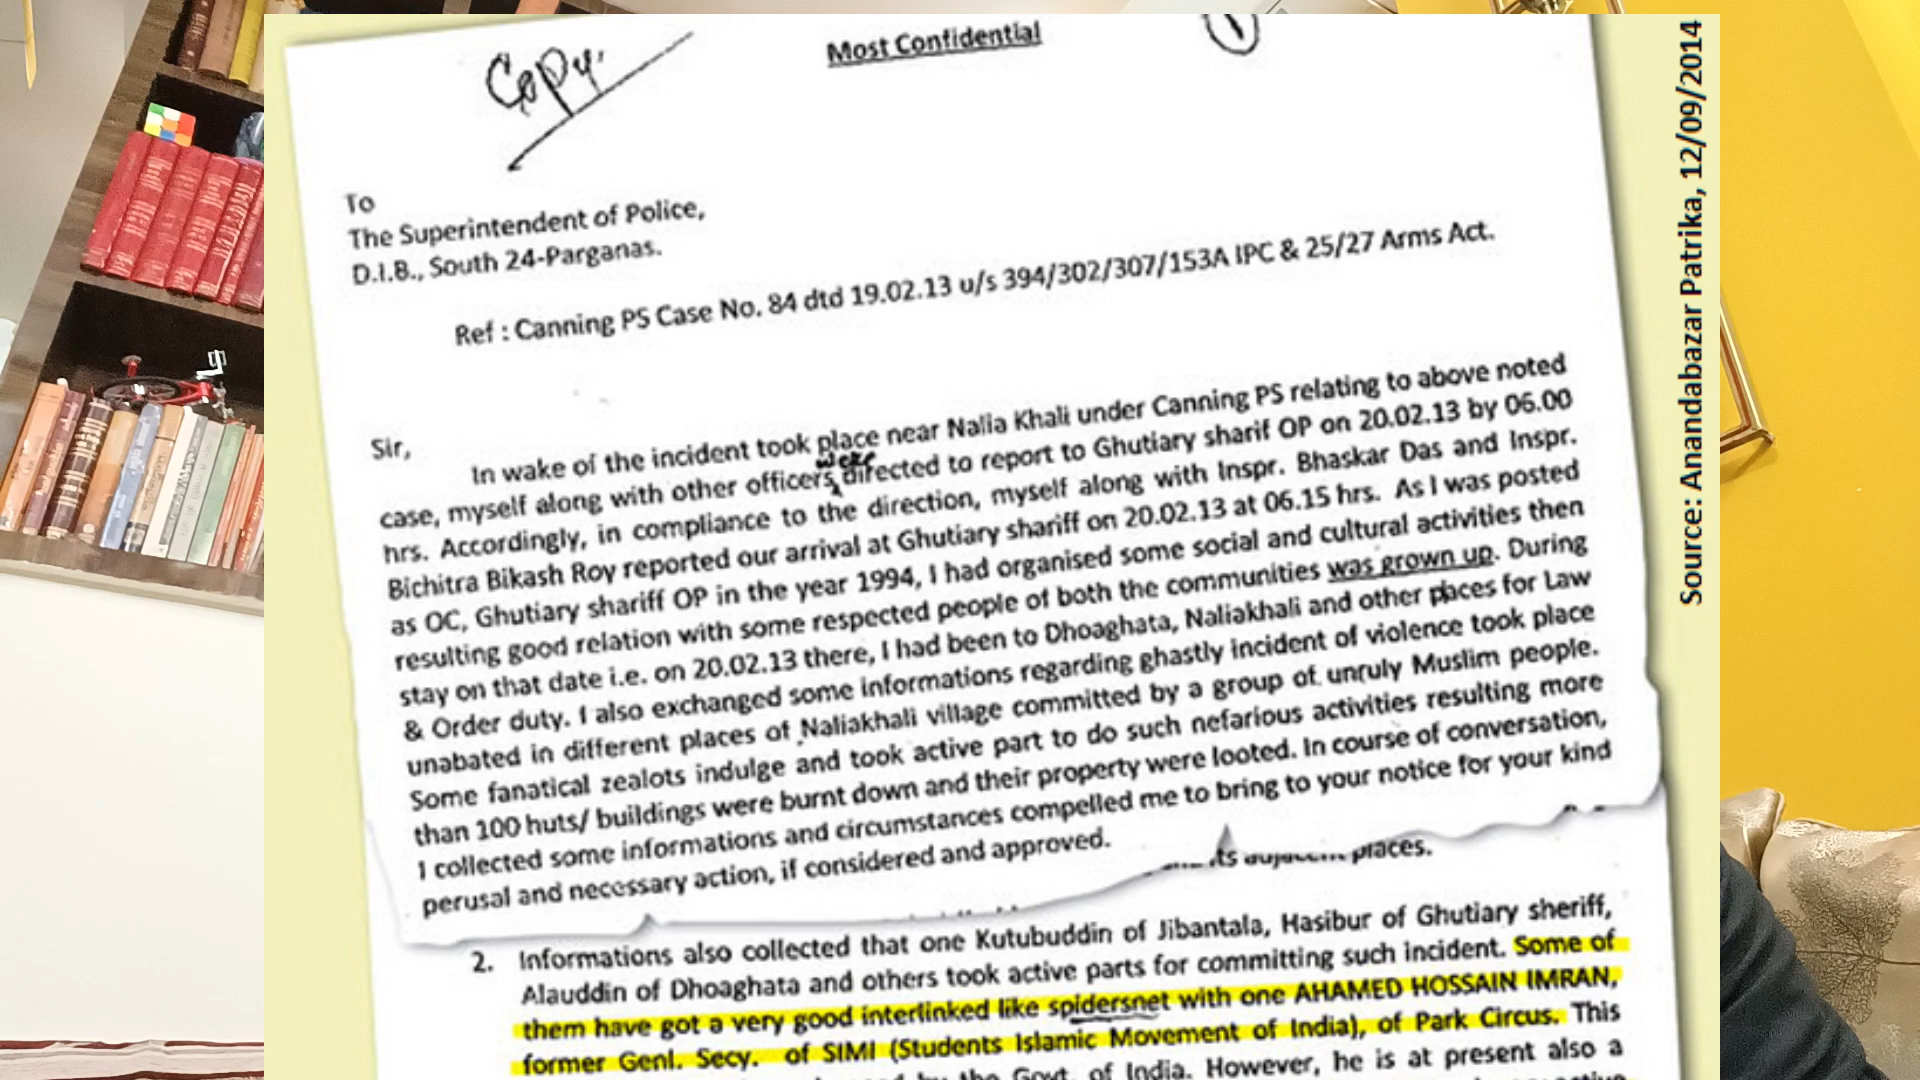 Copy.
Most Confidential
1
To
The Superintendent of Police,
D.I.B., South 24-Parganas.
Ref : Canning PS Case No. 84 dtd 19.02.13 u/s 394/302/307/153A IPC & 25/27 Arms Act.
Sir,
In wake of the incident took place near Nalia Khali under Canning PS relating to above noted
case, myself along with other officers were directed to report to Ghutiary sharif OP on 20.02.13 by 06.00
hrs. Accordingly, in compliance to the direction, myself along with Inspr. Bhaskar Das and Inspr.
Bichitra Bikash Roy reported our arrival at Ghutiary shariff on 20.02.13 at 06.15 hrs. As I was posted
as OC, Ghutiary shariff OP in the year 1994, I had organised some social and cultural activities then
resulting good relation with some respected people of both the communities was grown up. During
stay on that date i.e. on 20.02.13 there, I had been to Dhoaghata, Naliakhali and other places for Law
& Order duty. I also exchanged some informations regarding ghastly incident of violence took place
unabated in different places of Naliakhali village committed by a group of unruly Muslim people.
Some fanatical zealots indulge and took active part to do such nefarious activities resulting more
than 100 huts/ buildings were burnt down and their property were looted. In course of conversation,
I collected some informations and circumstances compelled me to bring to your notice for your kind
perusal and necessary action, if considered and approved.
places.
2. Informations also collected that one Kutubuddin of Jibantala, Hasibur of Ghutiary sheriff,
Alauddin of Dhoaghata and others took active parts for committing such incident. Some of
them have got a very good interlinked like spidersnet with one AHAMED HOSSAIN IMRAN,
former Genl. Secy. of SIMI (Students Islamic Movement of India), of Park Circus. This
by the Govt. of India. However, he is at present also a
Source: Anandabazar Patrika, 12/09/2014